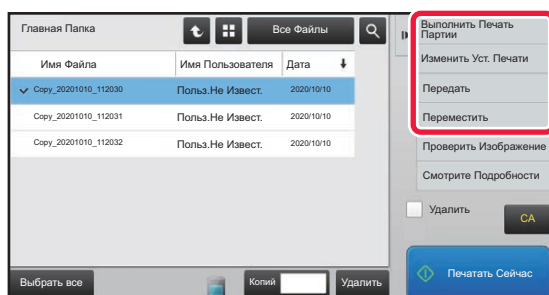 Главная Папка
Все Файлы
Имя Файла Имя Пользователя Дата
Copy_20201010_112030 Польз.Не Извест. 2020/10/10
Copy_20201010_112031 Польз.Не Извест. 2020/10/10
Copy_20201010_112032 Польз.Не Извест. 2020/10/10
Выбрать все
Копий
Удалить
Выполнить Печать
Партии
Изменить Уст. Печати
Передать
Переместить
Проверить Изображение
Смотрите Подробности
Удалить
CA
Печатать Сейчас